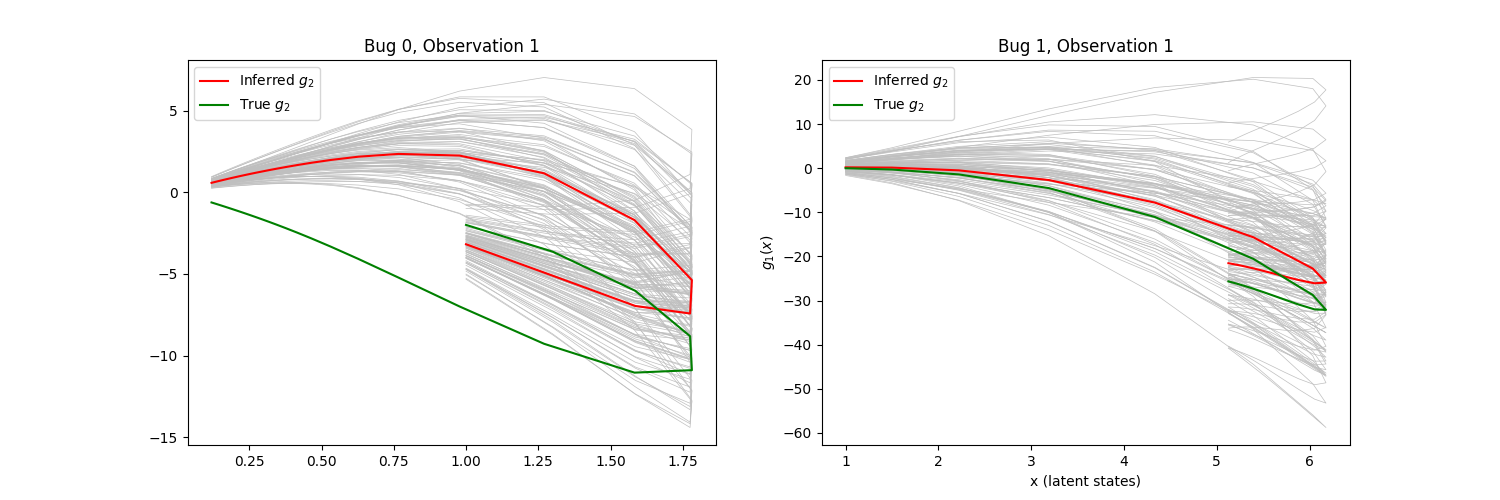 Bug 0, Observation 1
Inferred g₂
True g₂
5
0
−5
−10
−15
0.25 0.50 0.75 1.00 1.25 1.50 1.75
Bug 1, Observation 1
Inferred g₂
True g₂
20
10
0
−10
−20
−30
−40
−50
−60
g₁(x)
1 2 3 4 5 6
x (latent states)